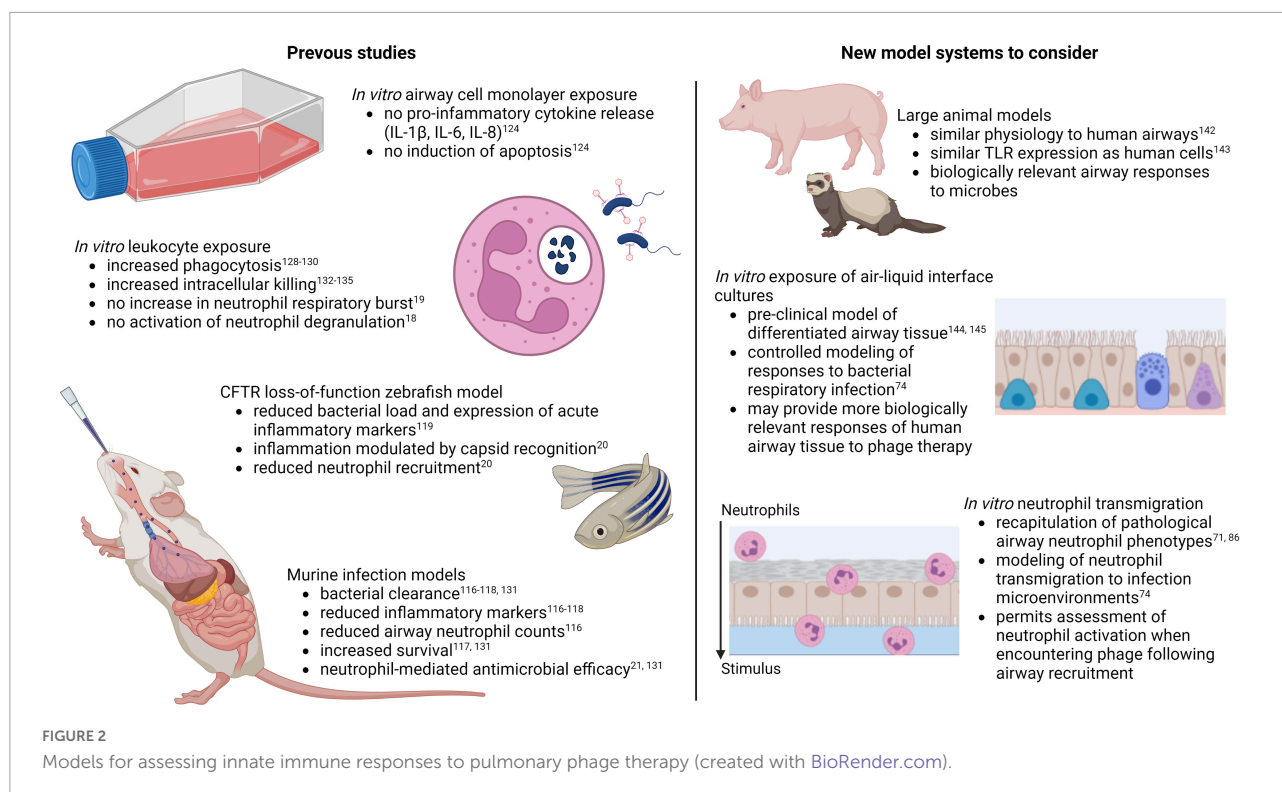 Prevous studies
In vitro airway cell monolayer exposure
• no pro-infammatory cytokine release
(IL-1β, IL-6, IL-8)124
• no induction of apoptosis124
In vitro leukocyte exposure
• increased phagocytosis128-130
• increased intracellular killing132-135
• no increase in neutrophil respiratory burst19
• no activation of neutrophil degranulation18
CFTR loss-of-function zebrafish model
• reduced bacterial load and expression of acute
inflammatory markers119
• inflammation modulated by capsid recognition20
• reduced neutrophil recruitment20
Murine infection models
• bacterial clearance116-118, 131
• reduced inflammatory markers116-118
• reduced airway neutrophil counts116
• increased survival117, 131
• neutrophil-mediated antimicrobial efficacy21, 131
New model systems to consider
Large animal models
• similar physiology to human airways142
• similar TLR expression as human cells143
• biologically relevant airway responses
to microbes
In vitro exposure of air-liquid interface
cultures
• pre-clinical model of
differentiated airway tissue144, 145
• controlled modeling of
responses to bacterial
respiratory infection74
• may provide more biologically
relevant responses of human
airway tissue to phage therapy
Neutrophils
Stimulus
In vitro neutrophil transmigration
• recapitulation of pathological
airway neutrophil phenotypes71, 86
• modeling of neutrophil
transmigration to infection
microenvironments74
• permits assessment of
neutrophil activation when
encountering phage following
airway recruitment
FIGURE 2
Models for assessing innate immune responses to pulmonary phage therapy (created with BioRender.com).